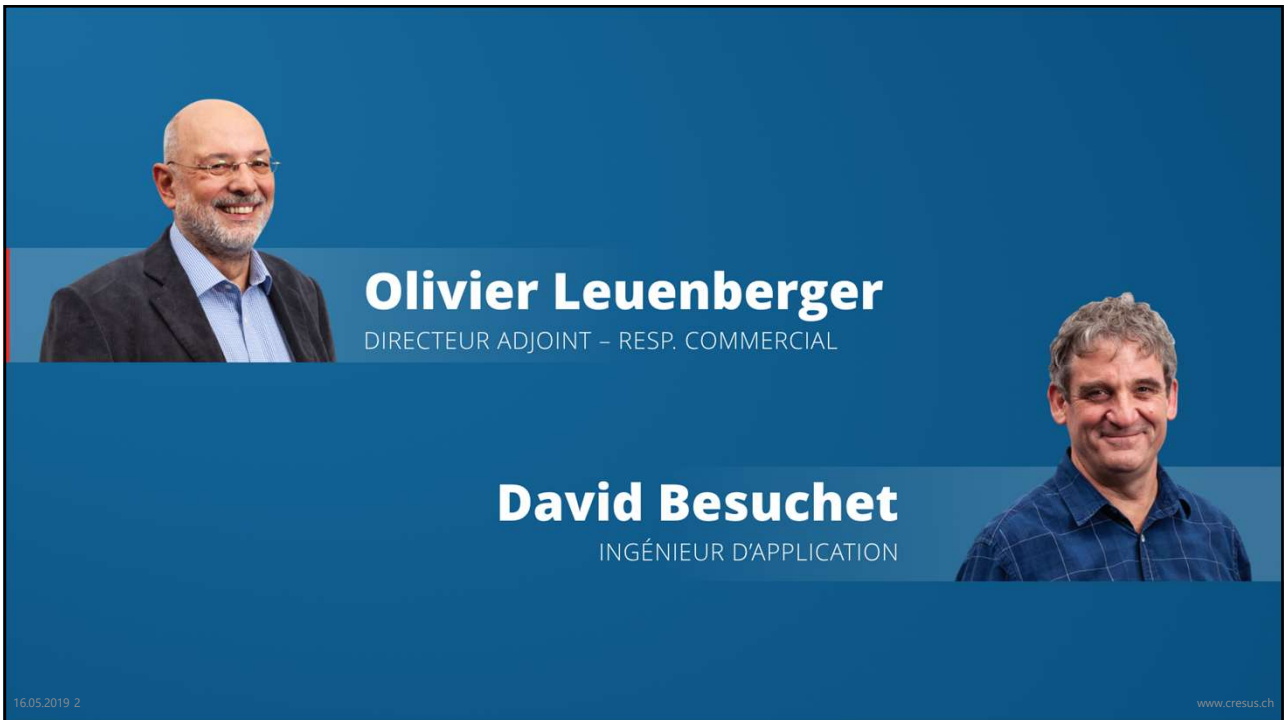 Olivier Leuenberger
DIRECTEUR ADJOINT – RESP. COMMERCIAL
David Besuchet
INGÉNIEUR D’APPLICATION
16.05.2019 2
www.cresus.ch